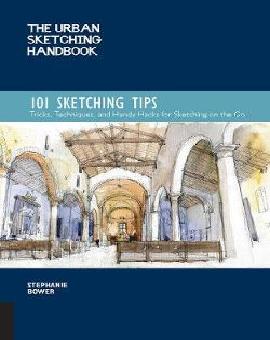 THE URBAN
SKETCHING
HANDBOOK
101 SKETCHING TIPS
Tricks, Techniques, and Handy Hacks for Sketching on the Go
STEPHANIE
BOWER